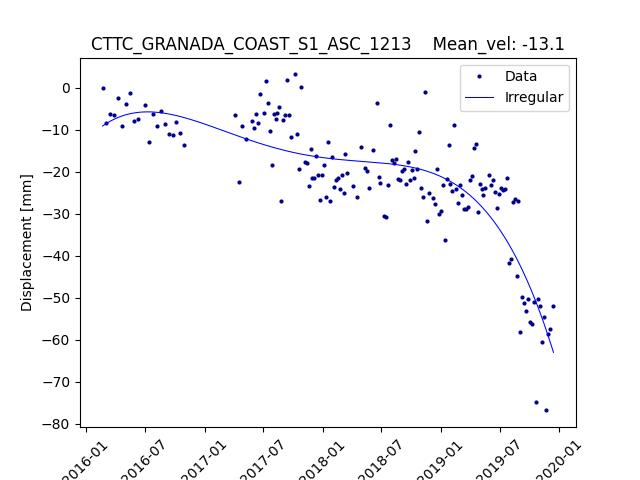 CTTC_GRANADA_COAST_S1_ASC_1213 Mean_vel: -13.1
Data
Irregular
Displacement [mm]
0
−10
−20
−30
−40
−50
−60
−70
−80
2016-01 2016-07 2017-01 2017-07 2018-01 2018-07 2019-01 2019-07 2020-01